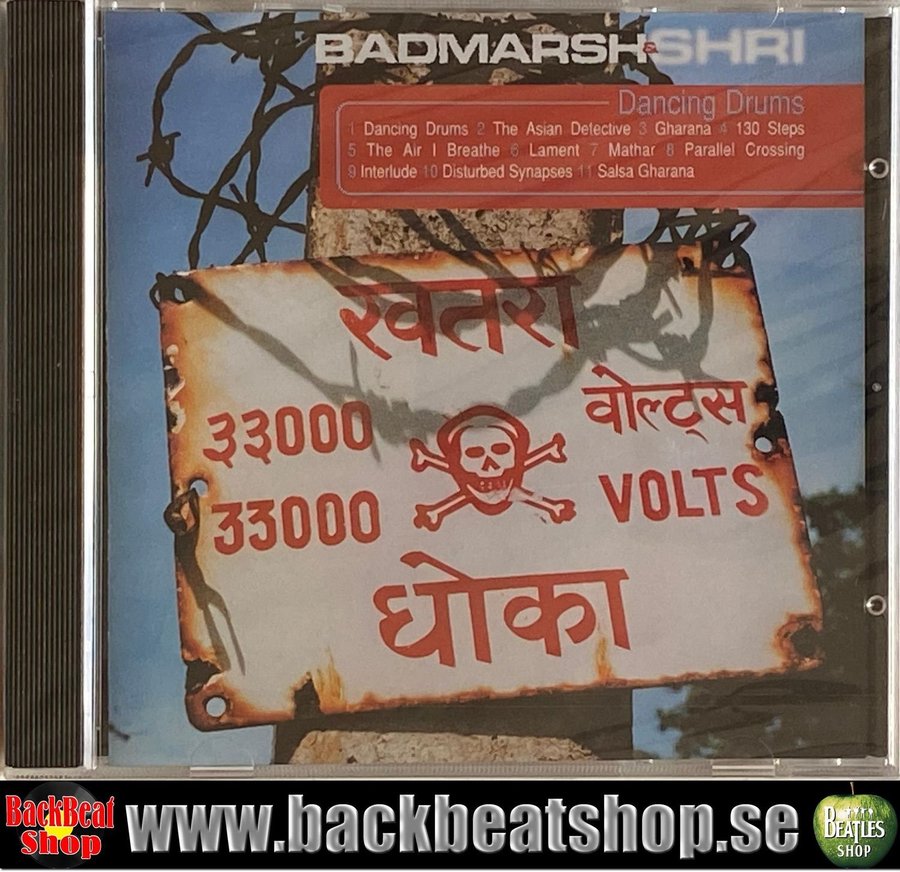 BADMARSH & SHRI
Dancing Drums
1 Dancing Drums 2 The Asian Detective 3 Gharana 4 130 Steps
5 The Air I Breathe 6 Lament 7 Mathar 8 Parallel Crossing
9 Interlude 10 Disturbed Synapses 11 Salsa Gharana
खतरा
३३००० वोल्ट्स
33000 VOLTS
धोका
BackBeat Shop www.backbeatshop.se BEATLES SHOP